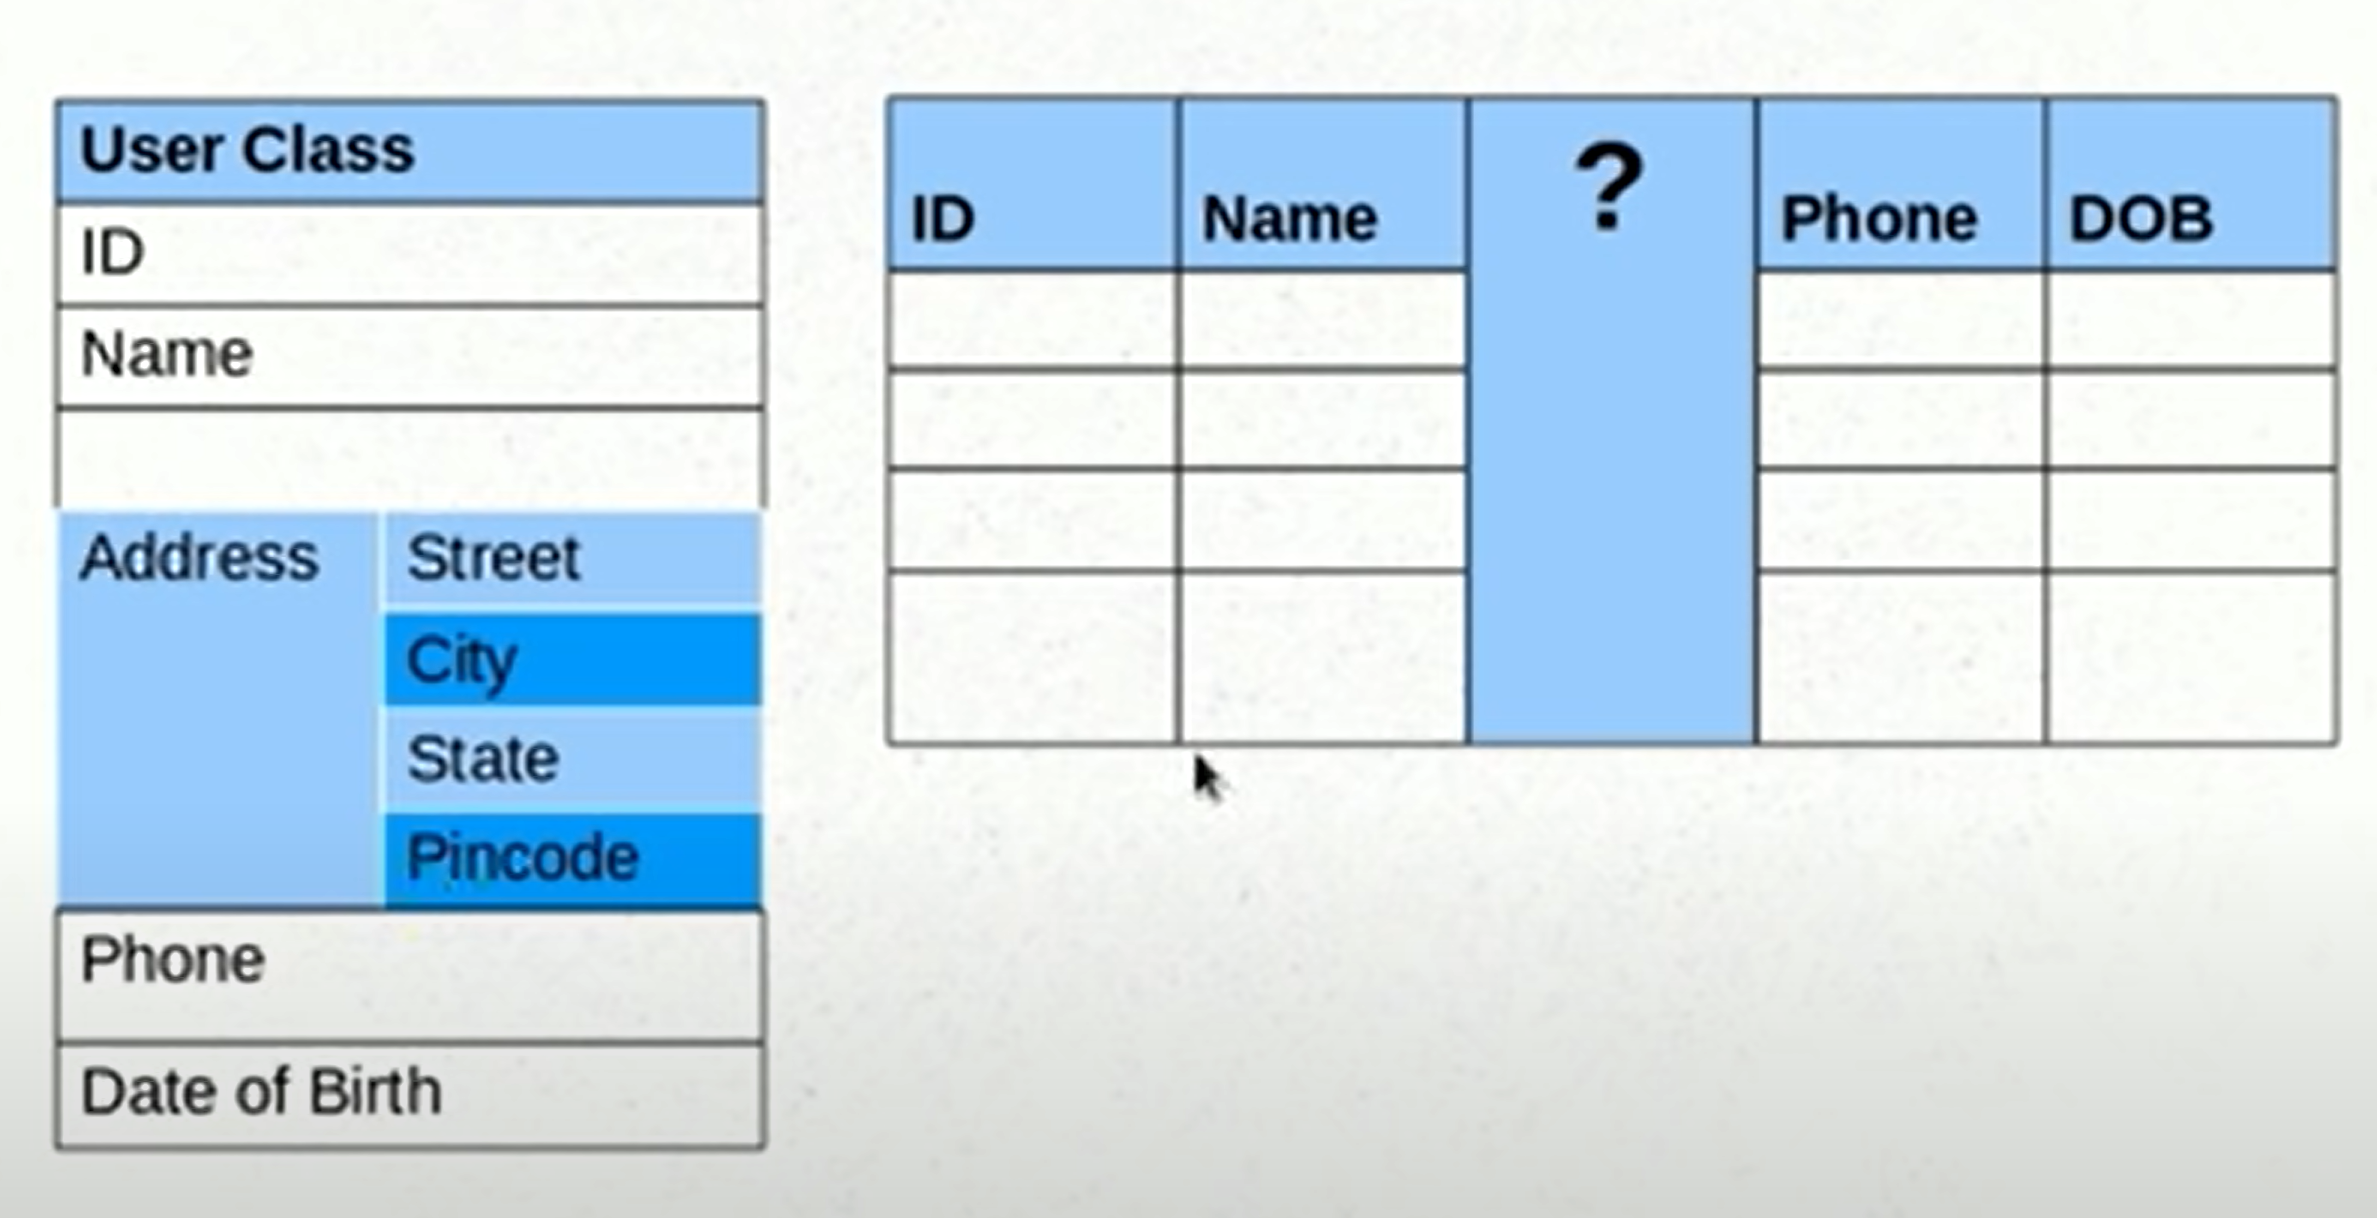 User Class
ID
Name
Address Street
City
State
Pincode
Phone
Date of Birth
ID Name ? Phone DOB